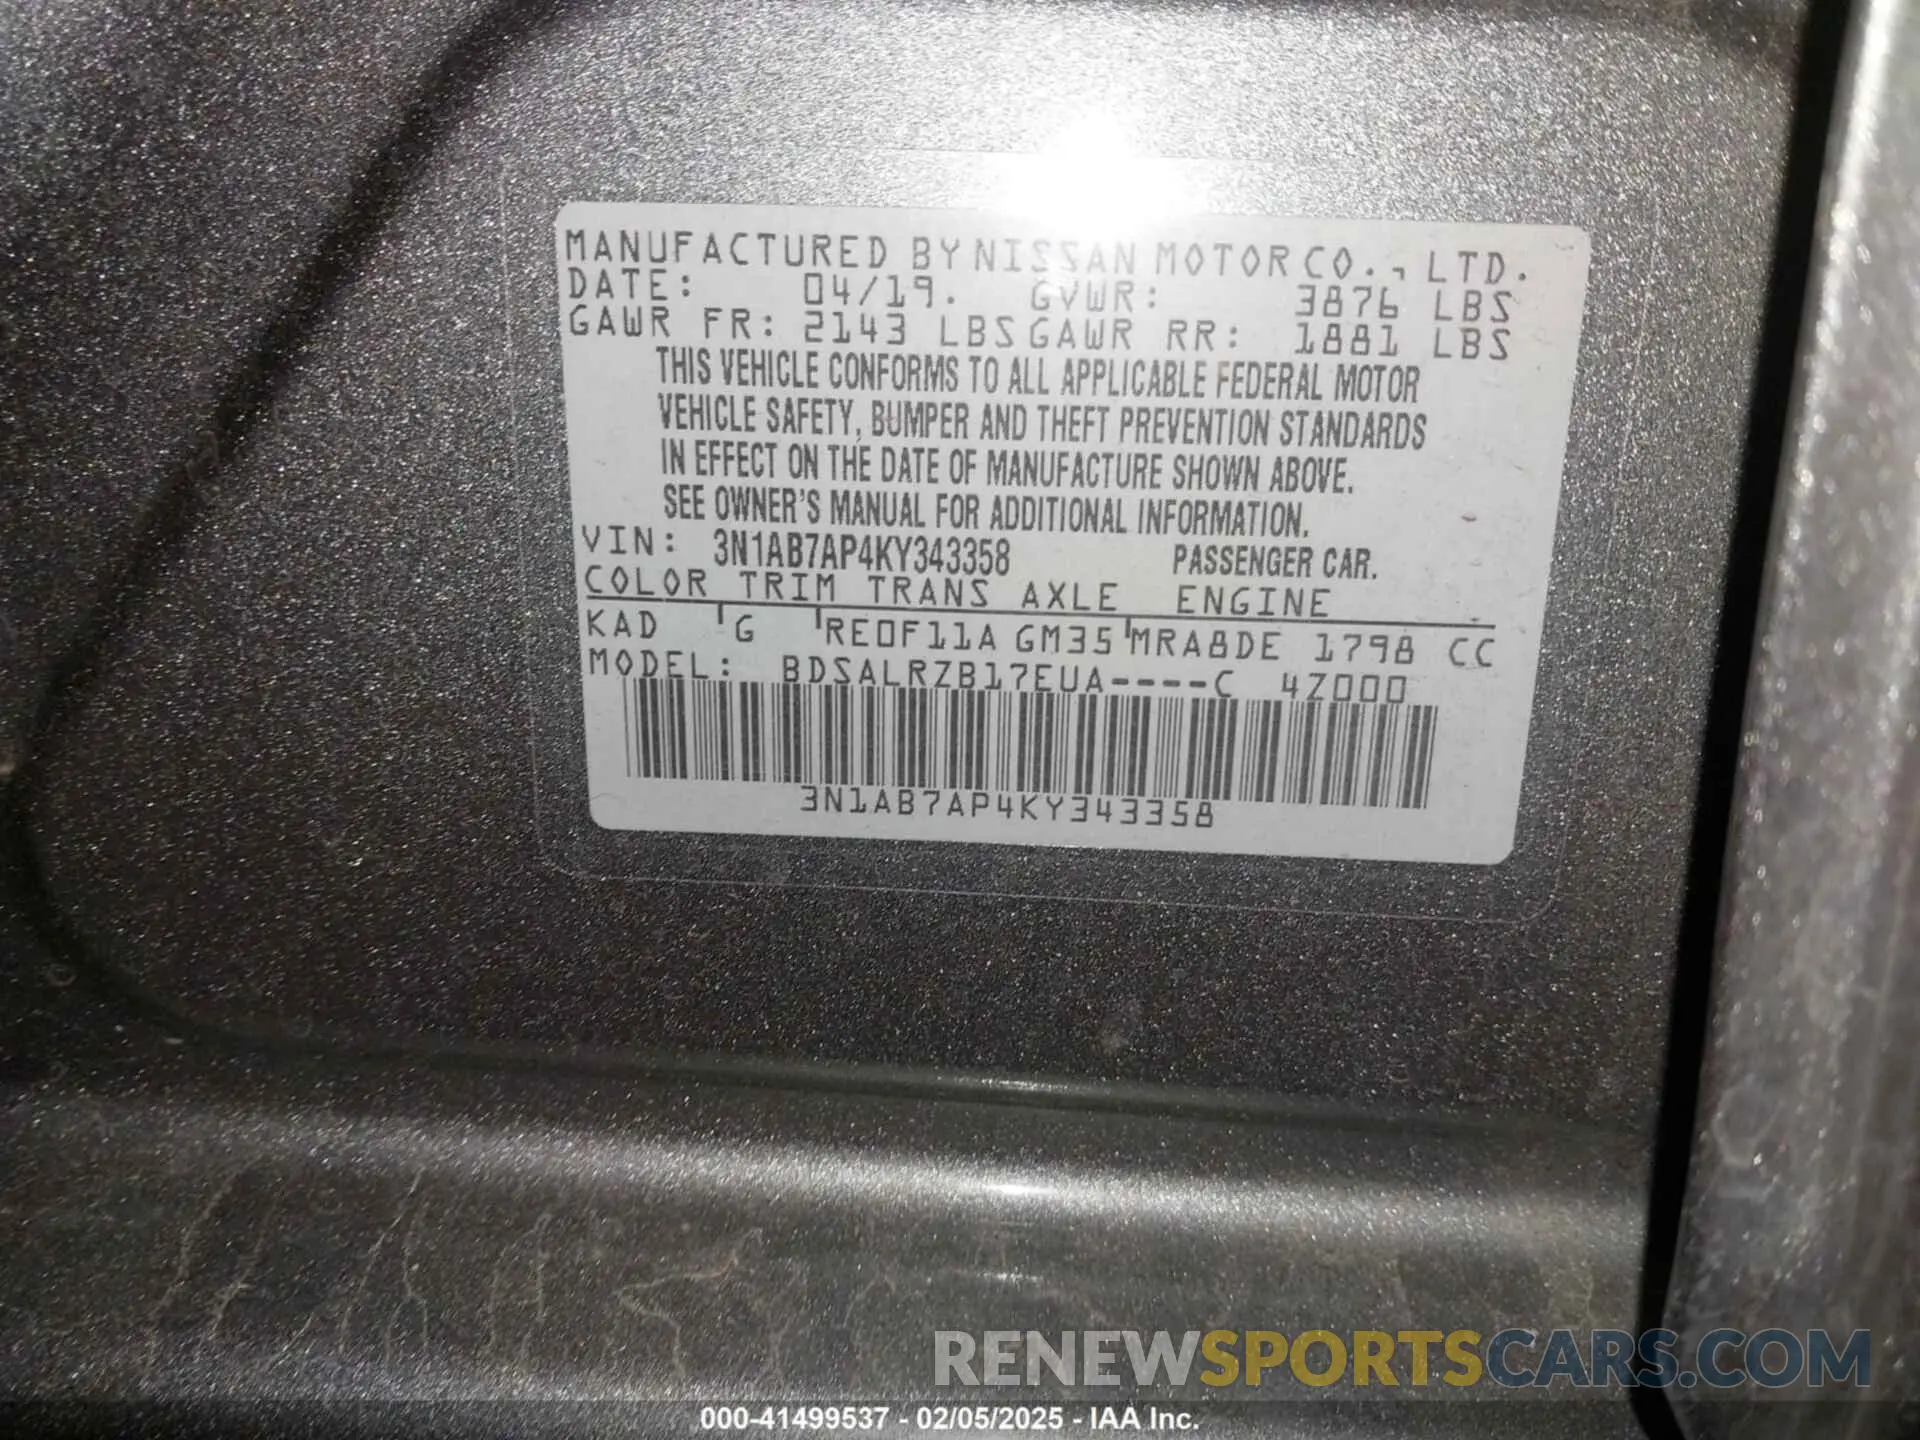 MANUFACTURED BY NISSAN MOTOR CO., LTD.
DATE: 04/19. GVWR: 3876 LBS
GAWR FR: 2143 LBS GAWR RR: 1881 LBS
THIS VEHICLE CONFORMS TO ALL APPLICABLE FEDERAL MOTOR
VEHICLE SAFETY, BUMPER AND THEFT PREVENTION STANDARDS
IN EFFECT ON THE DATE OF MANUFACTURE SHOWN ABOVE.
SEE OWNER'S MANUAL FOR ADDITIONAL INFORMATION.
VIN: 3N1AB7AP4KY343358 PASSENGER CAR.
COLOR TRIM TRANS AXLE ENGINE
KAD G RE0F11A GM35 MRA8DE 1798 CC
MODEL: BDSALRZB17EUA----C 4Z000
3N1AB7AP4KY343358
RENEWSPORTSCARS.COM
000-41499537 - 02/05/2025 - IAA Inc.